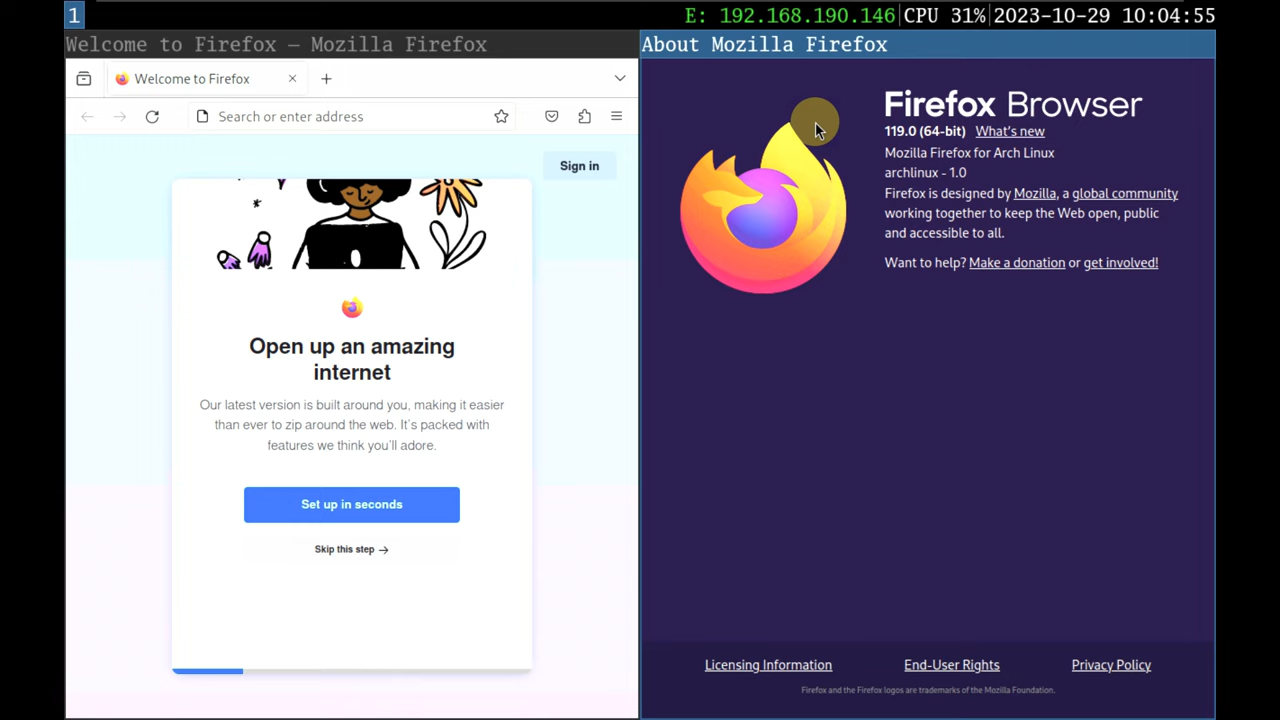 1
E: 192.168.190.146|CPU 31%|2023-10-29 10:04:55
Welcome to Firefox — Mozilla Firefox
Welcome to Firefox
Search or enter address
Sign in
Open up an amazing
internet
Our latest version is built around you, making it easier
than ever to zip around the web. It's packed with
features we think you'll adore.
Set up in seconds
Skip this step →
About Mozilla Firefox
Firefox Browser
119.0 (64-bit) What's new
Mozilla Firefox for Arch Linux
archlinux - 1.0
Firefox is designed by Mozilla, a global community
working together to keep the Web open, public
and accessible to all.
Want to help? Make a donation or get involved!
Licensing Information
End-User Rights
Privacy Policy
Firefox and the Firefox logos are trademarks of the Mozilla Foundation.